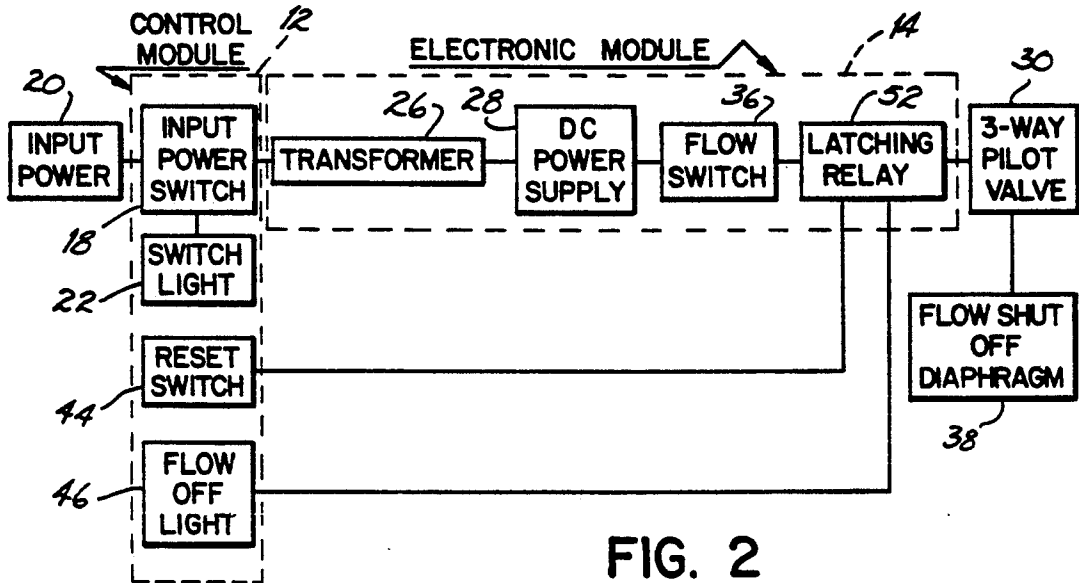 CONTROL
MODULE
12
ELECTRONIC MODULE
14
20
26
28
36
52
30
INPUT
POWER
INPUT
POWER
SWITCH
TRANSFORMER
DC
POWER
SUPPLY
FLOW
SWITCH
LATCHING
RELAY
3-WAY
PILOT
VALVE
18
SWITCH
LIGHT
22
FLOW SHUT
OFF
DIAPHRAGM
38
RESET
SWITCH
44
FLOW
OFF
LIGHT
46
FIG. 2